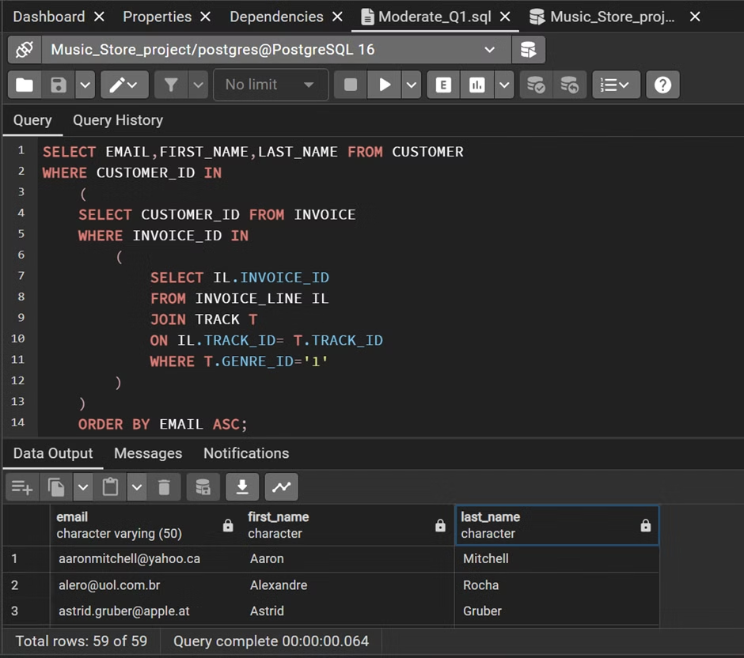 Dashboard Properties Dependencies Moderate_Q1.sql Music_Store_proj...
Music_Store_project/postgres@PostgreSQL 16
No limit E
Query Query History
1 SELECT EMAIL,FIRST_NAME,LAST_NAME FROM CUSTOMER
2 WHERE CUSTOMER_ID IN
3 (
4 SELECT CUSTOMER_ID FROM INVOICE
5 WHERE INVOICE_ID IN
6 (
7 SELECT IL.INVOICE_ID
8 FROM INVOICE_LINE IL
9 JOIN TRACK T
10 ON IL.TRACK_ID= T.TRACK_ID
11 WHERE T.GENRE_ID='1'
12 )
13 )
14 ORDER BY EMAIL ASC;
Data Output Messages Notifications
email first_name last_name
character varying (50) character character
1 aaronmitchell@yahoo.ca Aaron Mitchell
2 alero@uol.com.br Alexandre Rocha
3 astrid.gruber@apple.at Astrid Gruber
Total rows: 59 of 59 Query complete 00:00:00.064